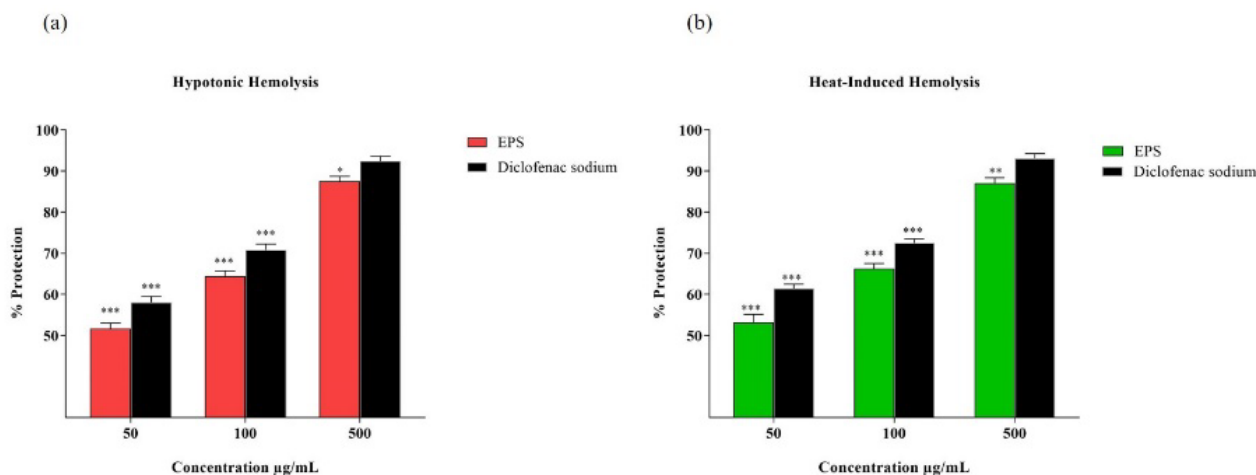 (a)
Hypotonic Hemolysis
% Protection
100
90
80
70
60
50
***
***
***
***
*
50
100
500
Concentration µg/mL
EPS
Diclofenac sodium
(b)
Heat-Induced Hemolysis
% Protection
100
90
80
70
60
50
***
***
***
***
**
50
100
500
Concentration µg/mL
EPS
Diclofenac sodium